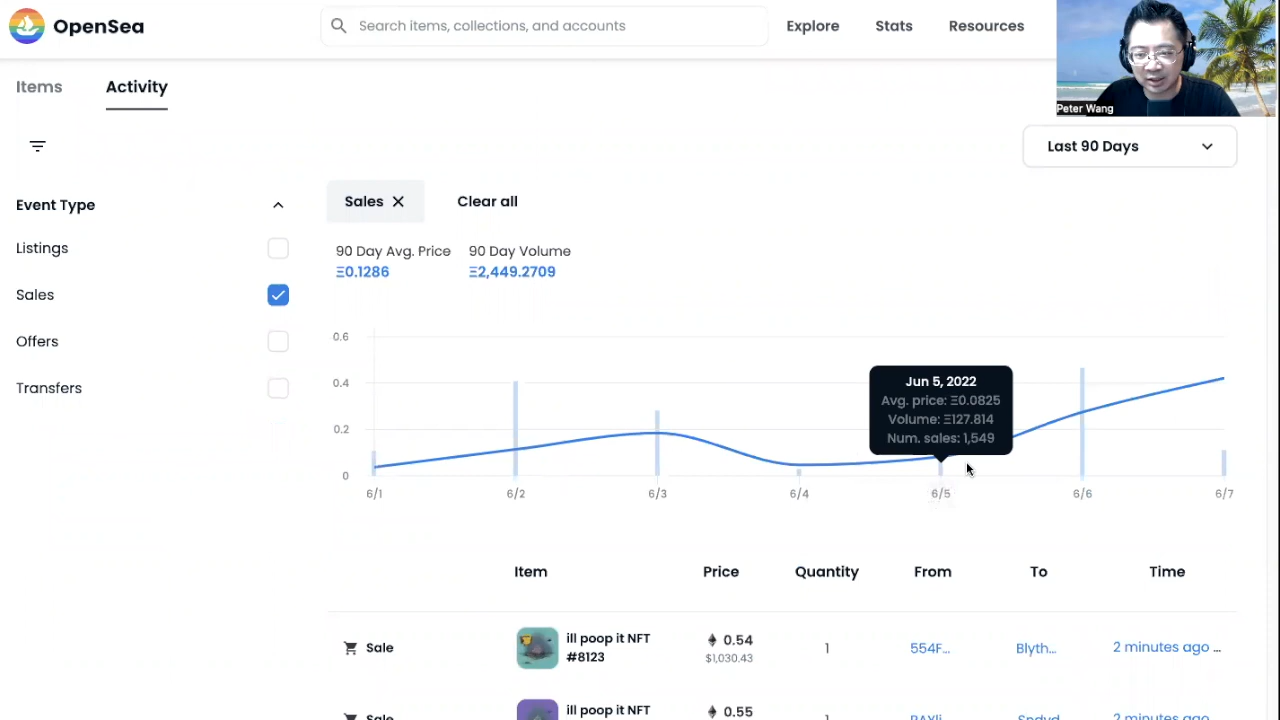 OpenSea
Search items, collections, and accounts
Explore
Stats
Resources
Peter Wang
Items
Activity
Last 90 Days
Event Type
Listings
Sales
Offers
Transfers
Sales
Clear all
90 Day Avg. Price
90 Day Volume
Ξ0.1286
Ξ2,449.2709
0.6
0.4
0.2
0
Jun 5, 2022
Avg. price: Ξ0.0825
Volume: Ξ127.814
Num. sales: 1,549
6/1
6/2
6/3
6/4
6/5
6/6
6/7
Item
Price
Quantity
From
To
Time
Sale
ill poop it NFT
#8123
0.54
$1,030.43
1
554F...
Blyth...
2 minutes ago ...
Sale
ill poop it NFT
0.55
1
2 minutes ago